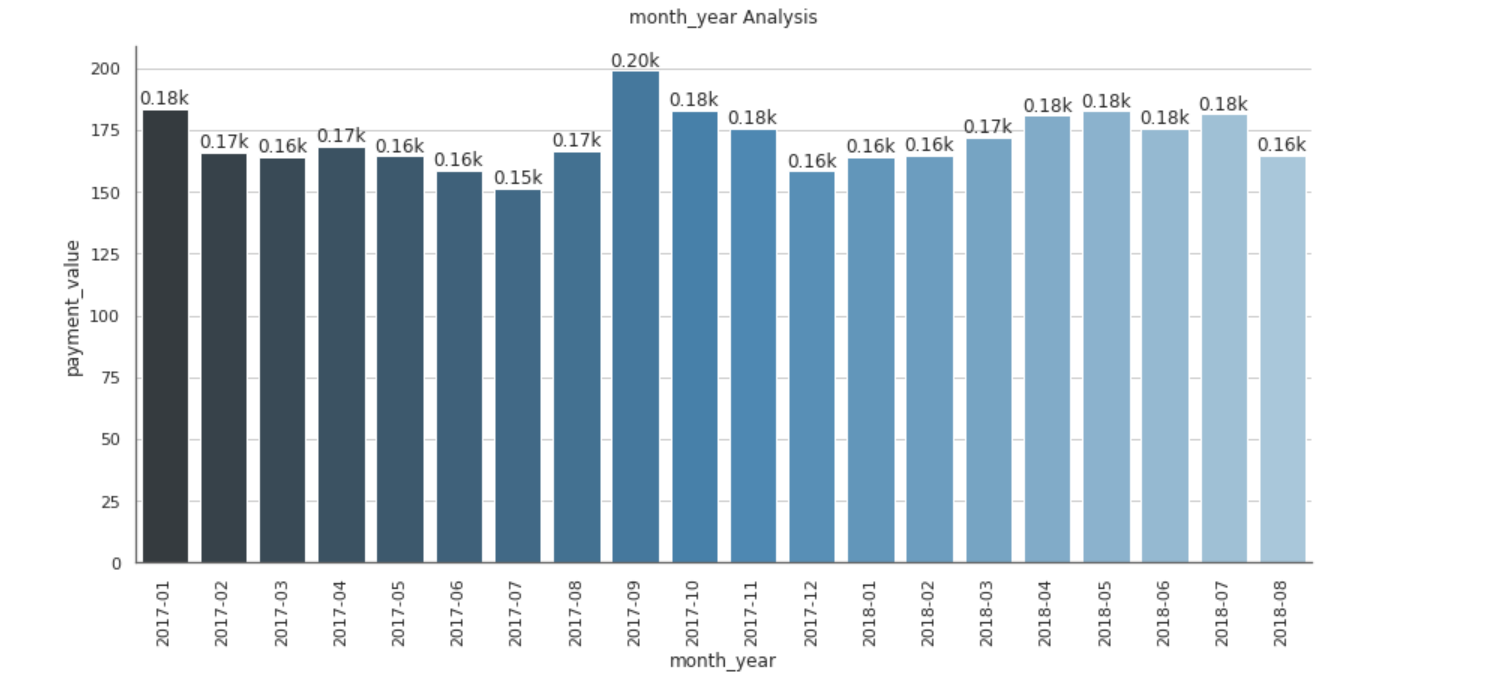 month_year Analysis
payment_value
200
175
150
125
100
75
50
25
0
0.18k
0.17k
0.16k
0.17k
0.16k
0.16k
0.15k
0.17k
0.20k
0.18k
0.18k
0.16k
0.16k
0.16k
0.17k
0.18k
0.18k
0.18k
0.18k
0.16k
2017-01
2017-02
2017-03
2017-04
2017-05
2017-06
2017-07
2017-08
2017-09
2017-10
2017-11
2017-12
2018-01
2018-02
2018-03
2018-04
2018-05
2018-06
2018-07
2018-08
month_year